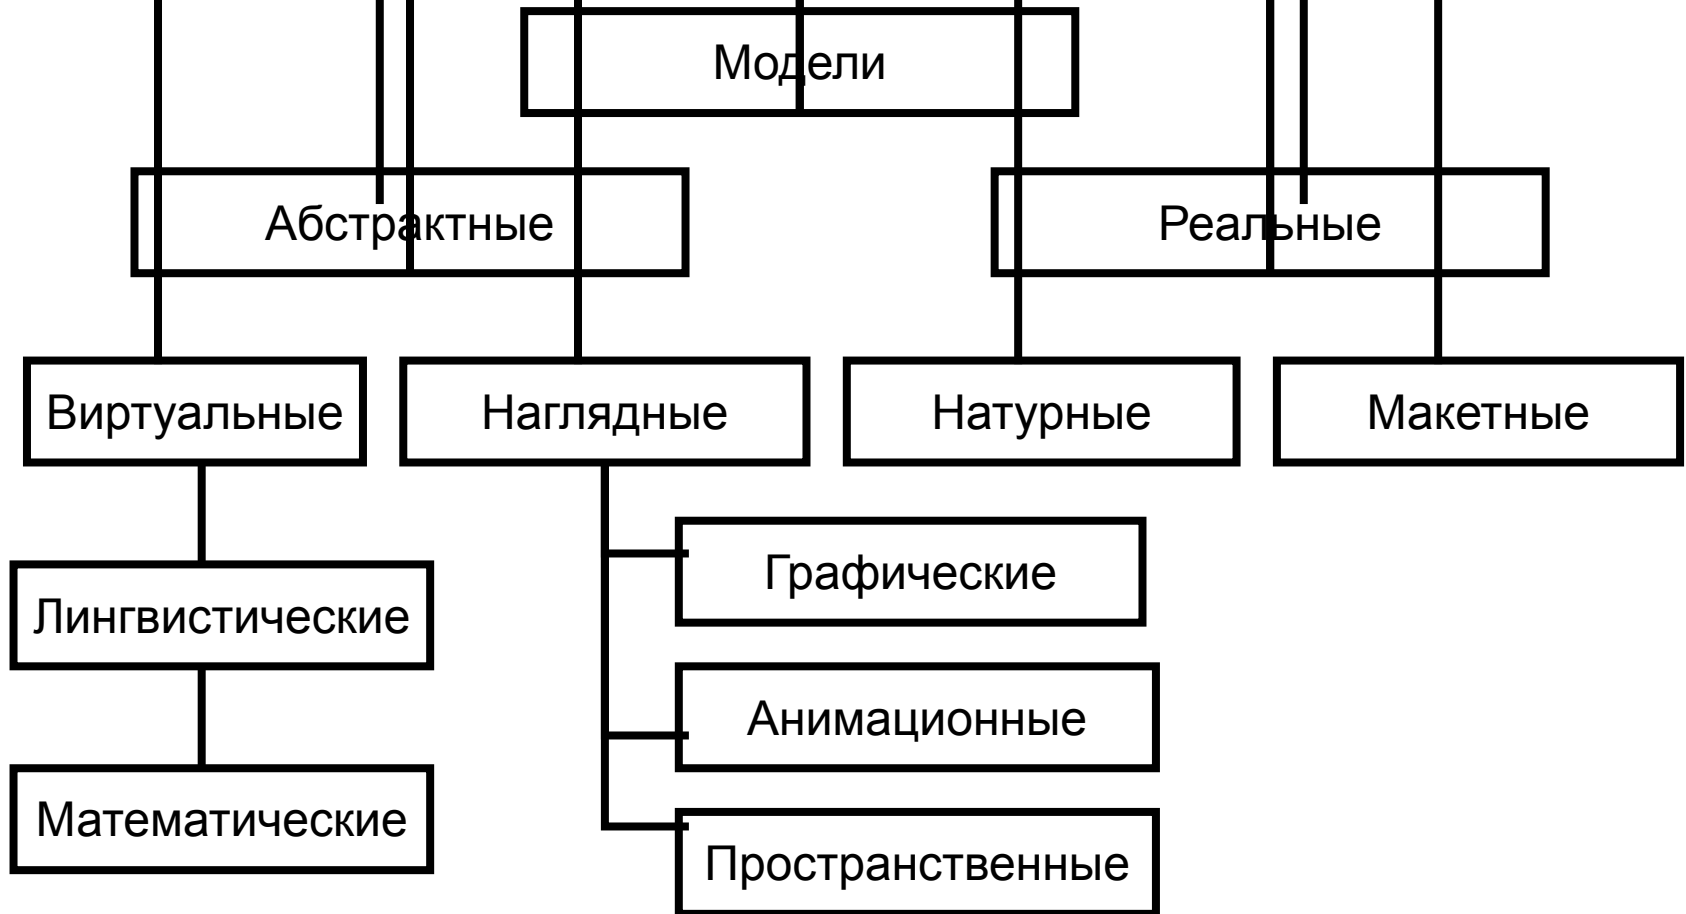 Модели
Абстрактные
Реальные
Виртуальные
Наглядные
Натурные
Макетные
Графические
Лингвистические
Анимационные
Математические
Пространственные